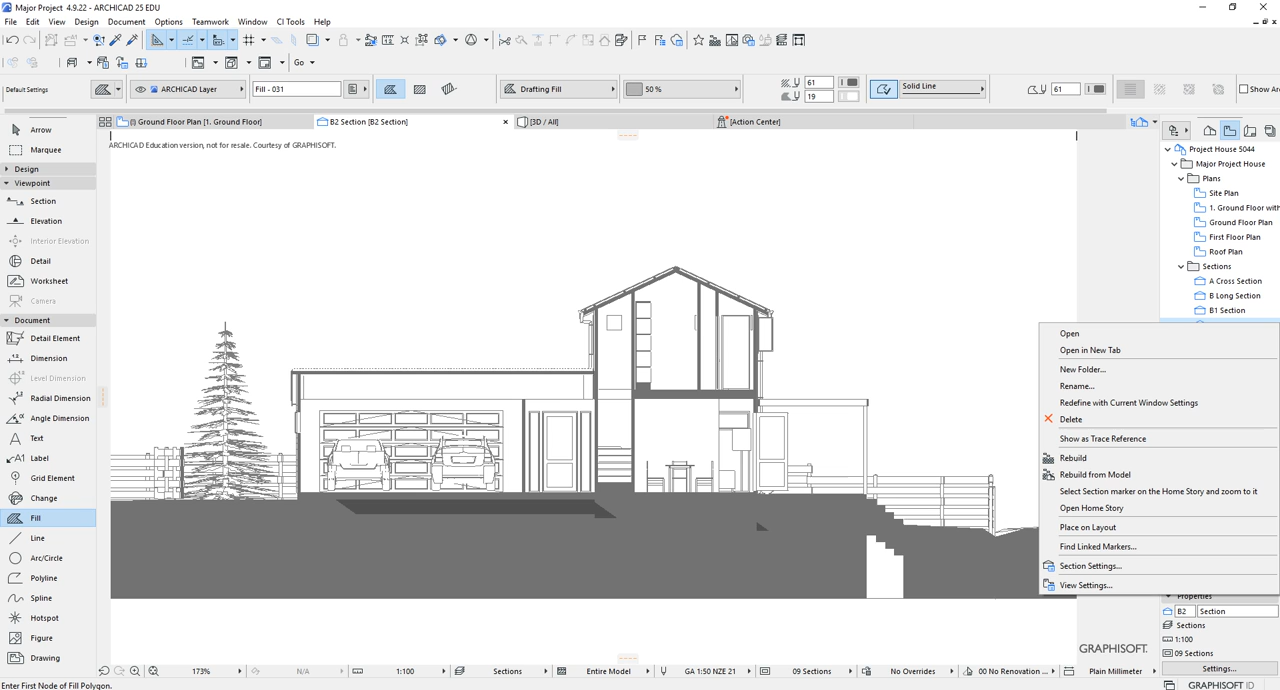 Major Project 4.9.22 - ARCHICAD 25 EDU
File Edit View Design Document Options Teamwork Window CI Tools Help
Go
Default Settings
ARCHICAD Layer
Fill - 031
Drafting Fill
50 %
61
19
Solid Line
61
Show Are
(!) Ground Floor Plan [1. Ground Floor]
B2 Section [B2 Section]
[3D / All]
[Action Center]
ARCHICAD Education version, not for resale. Courtesy of GRAPHISOFT.
Arrow
Marquee
Design
Viewpoint
Section
Elevation
Interior Elevation
Detail
Worksheet
Camera
Document
Detail Element
Dimension
Level Dimension
Radial Dimension
Angle Dimension
Text
A1 Label
Grid Element
Change
Fill
Line
Arc/Circle
Polyline
Spline
Hotspot
Figure
Drawing
Project House 5044
Major Project House
Plans
Site Plan
1. Ground Floor with
Ground Floor Plan
First Floor Plan
Roof Plan
Sections
A Cross Section
B Long Section
B1 Section
Open
Open in New Tab
New Folder...
Rename...
Redefine with Current Window Settings
Delete
Show as Trace Reference
Rebuild
Rebuild from Model
Select Section marker on the Home Story and zoom to it
Open Home Story
Place on Layout
Find Linked Markers...
Section Settings...
View Settings...
Properties
B2 Section
Sections
1:100
09 Sections
Settings...
GRAPHISOFT.
173% N/A 1:100 Sections Entire Model GA 1:50 NZE 21 09 Sections No Overrides 00 No Renovation ... Plain Millimeter
Enter First Node of Fill Polygon.
GRAPHISOFT ID